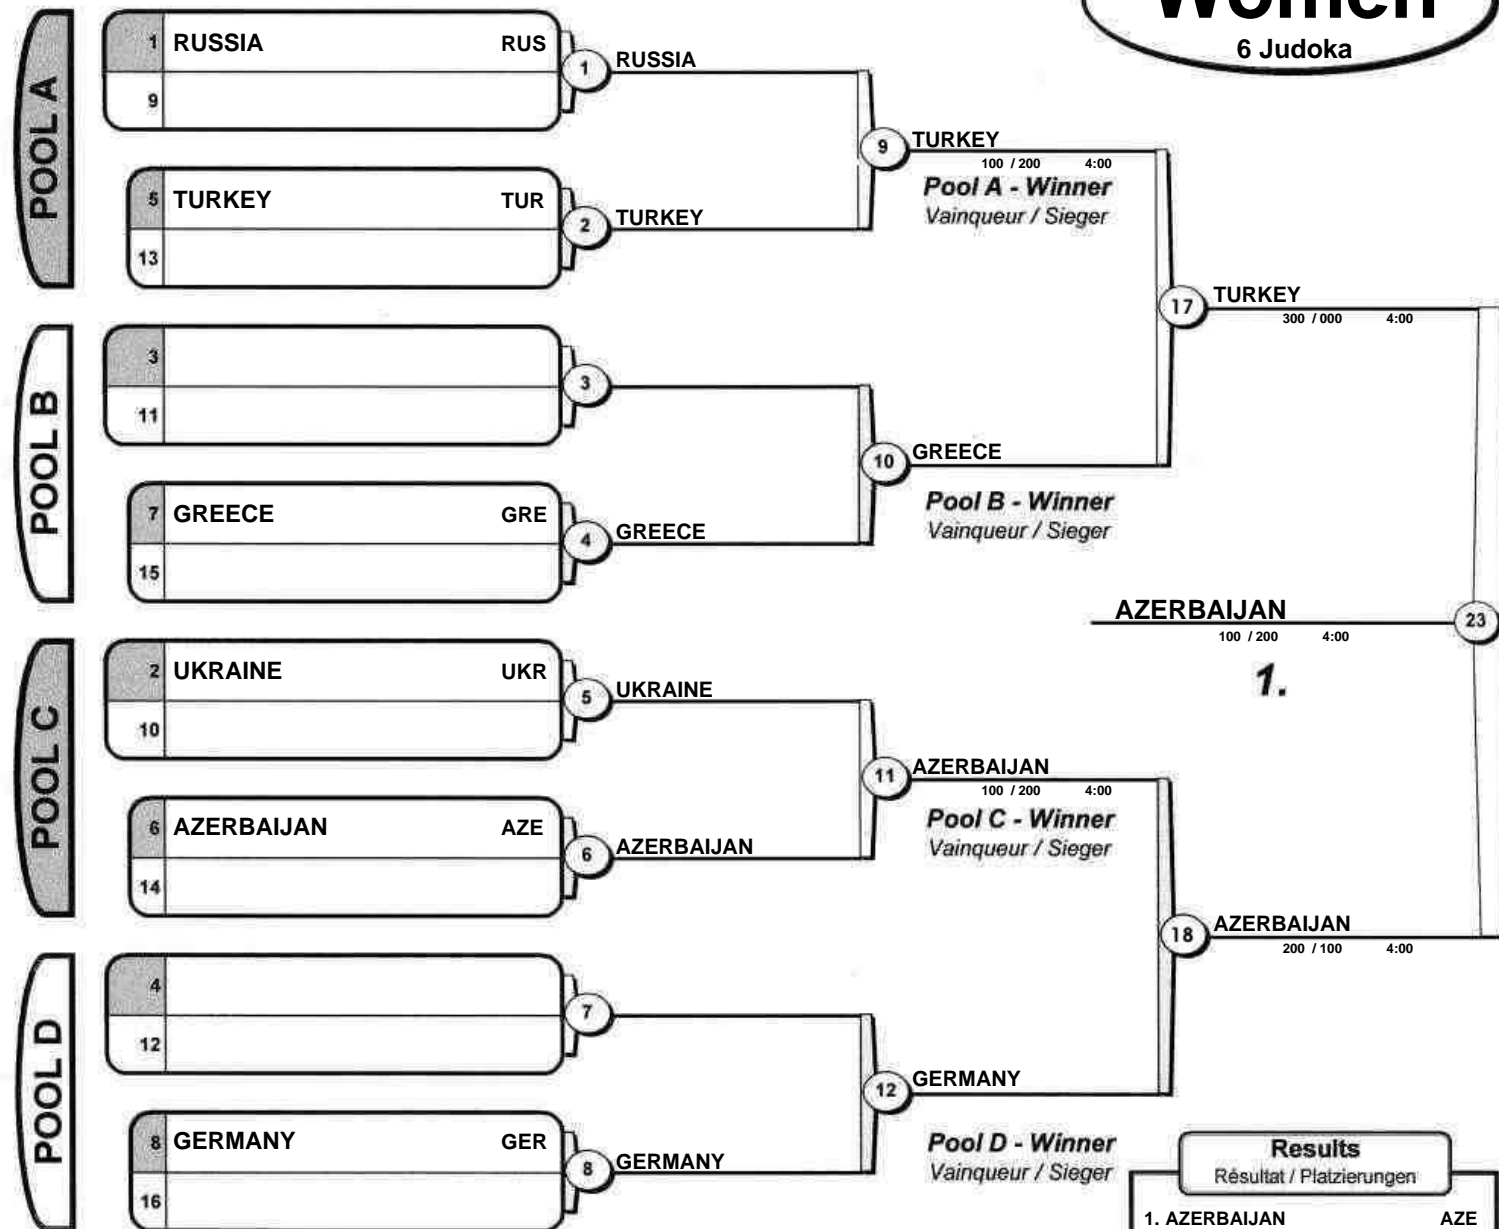 Women
6 Judoka
POOL A
1 RUSSIA RUS
9
1 RUSSIA
5 TURKEY TUR
13
2 TURKEY
9 TURKEY
100 / 200 4:00
Pool A - Winner
Vainqueur / Sieger
POOL B
3
11
3
7 GREECE GRE
15
4 GREECE
10 GREECE
Pool B - Winner
Vainqueur / Sieger
17 TURKEY
300 / 000 4:00
AZERBAIJAN 23
100 / 200 4:00
1.
POOL C
2 UKRAINE UKR
10
5 UKRAINE
6 AZERBAIJAN AZE
14
6 AZERBAIJAN
11 AZERBAIJAN
100 / 200 4:00
Pool C - Winner
Vainqueur / Sieger
18 AZERBAIJAN
200 / 100 4:00
POOL D
4
12
7
8 GERMANY GER
16
8 GERMANY
12 GERMANY
Pool D - Winner
Vainqueur / Sieger
Results
Résultat / Platzierungen
1. AZERBAIJAN AZE